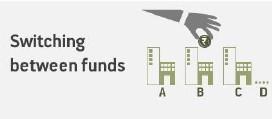 Switching
between funds
₹
A B C D